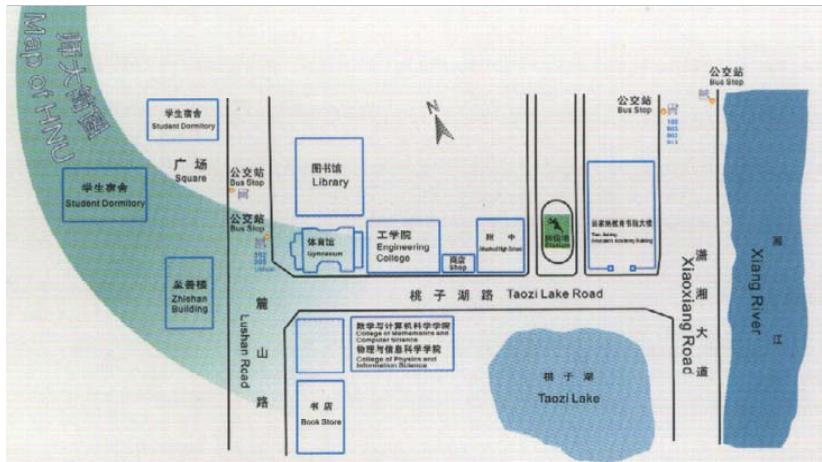 师大地图
Map of HNU
学生宿舍
Student Dormitory
广 场
Square
学生宿舍
Student Dormitory
至善楼
Zhishan
Building
公交站
Bus Stop
公交站
Bus Stop
麓山路
Lushan Road
图书馆
Library
N
体育馆
Gymnasium
工学院
Engineering
College
商店
Shop
附 中
桃 子 湖 路 Taozi Lake Road
数学与计算机科学学院
College of Mathematics and
Computer Science
物理与信息科学学院
College of Physics and
Information Science
书 店
Book Store
桃 子 湖
Taozi Lake
公交站
Bus Stop
公交站
Bus Stop
潇湘大道
Xiaoxiang Road
湘江
Xiang River